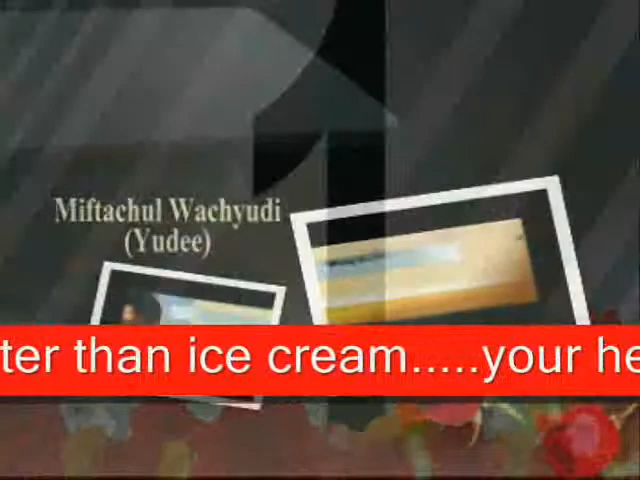 Miftachul Wachyudi
(Yudee)
ter than ice cream.....your he